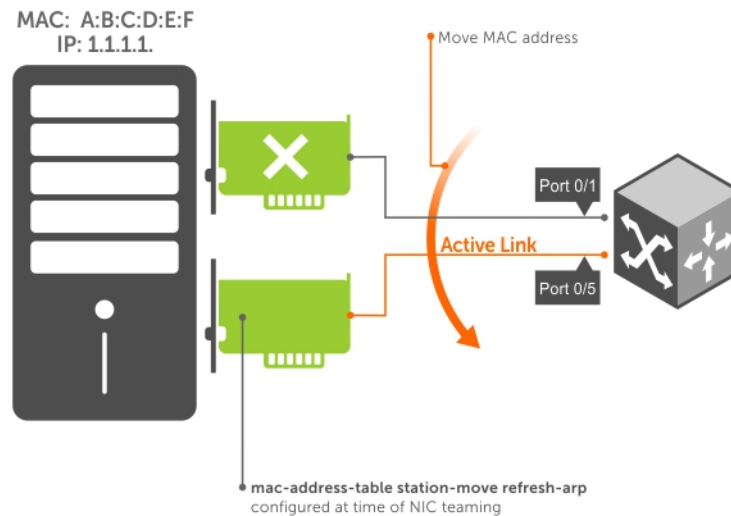 MAC: A:B:C:D:E:F
IP: 1.1.1.1.
Move MAC address
Port 0/1
Active Link
Port 0/5
mac-address-table station-move refresh-arp
configured at time of NIC teaming